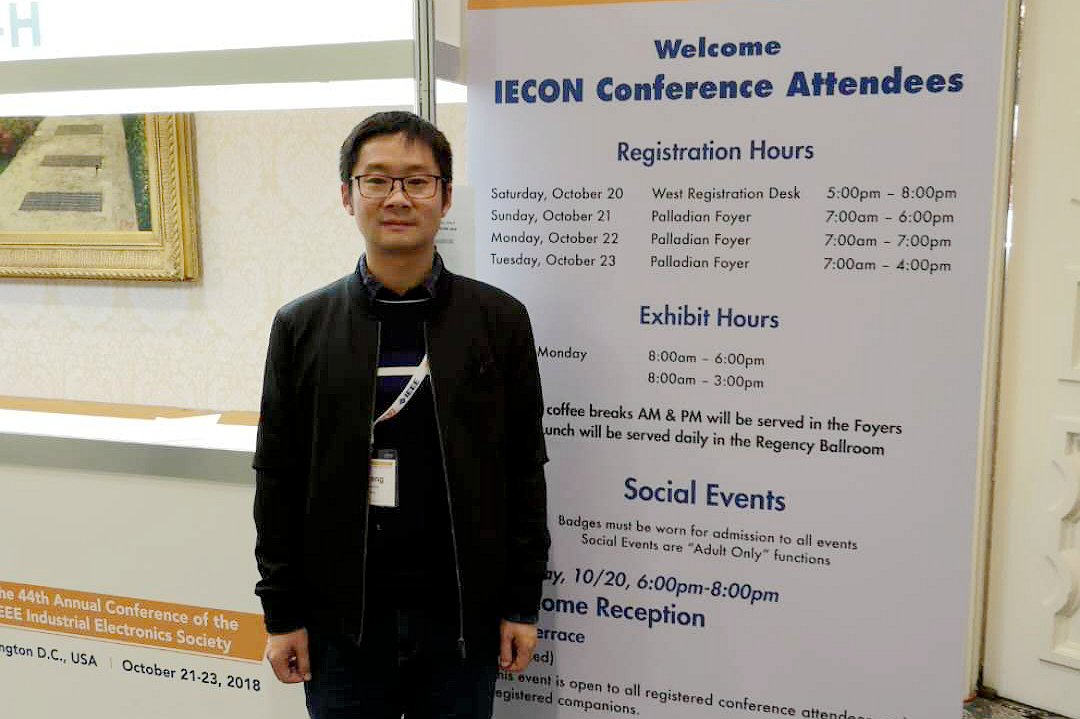 -H
Welcome
IECON Conference Attendees
Registration Hours
Saturday, October 20 West Registration Desk 5:00pm – 8:00pm
Sunday, October 21 Palladian Foyer 7:00am – 6:00pm
Monday, October 22 Palladian Foyer 7:00am – 7:00pm
Tuesday, October 23 Palladian Foyer 7:00am – 4:00pm
Exhibit Hours
Monday 8:00am – 6:00pm
8:00am – 3:00pm
coffee breaks AM & PM will be served in the Foyers
unch will be served daily in the Regency Ballroom
Social Events
Badges must be worn for admission to all events
Social Events are “Adult Only” functions
ay, 10/20, 6:00pm-8:00pm
ome Reception
errace
ed)
his event is open to all registered conference attendees
egistered companions.
IEEE
ng
he 44th Annual Conference of the
EEE Industrial Electronics Society
ngton D.C., USA | October 21-23, 2018